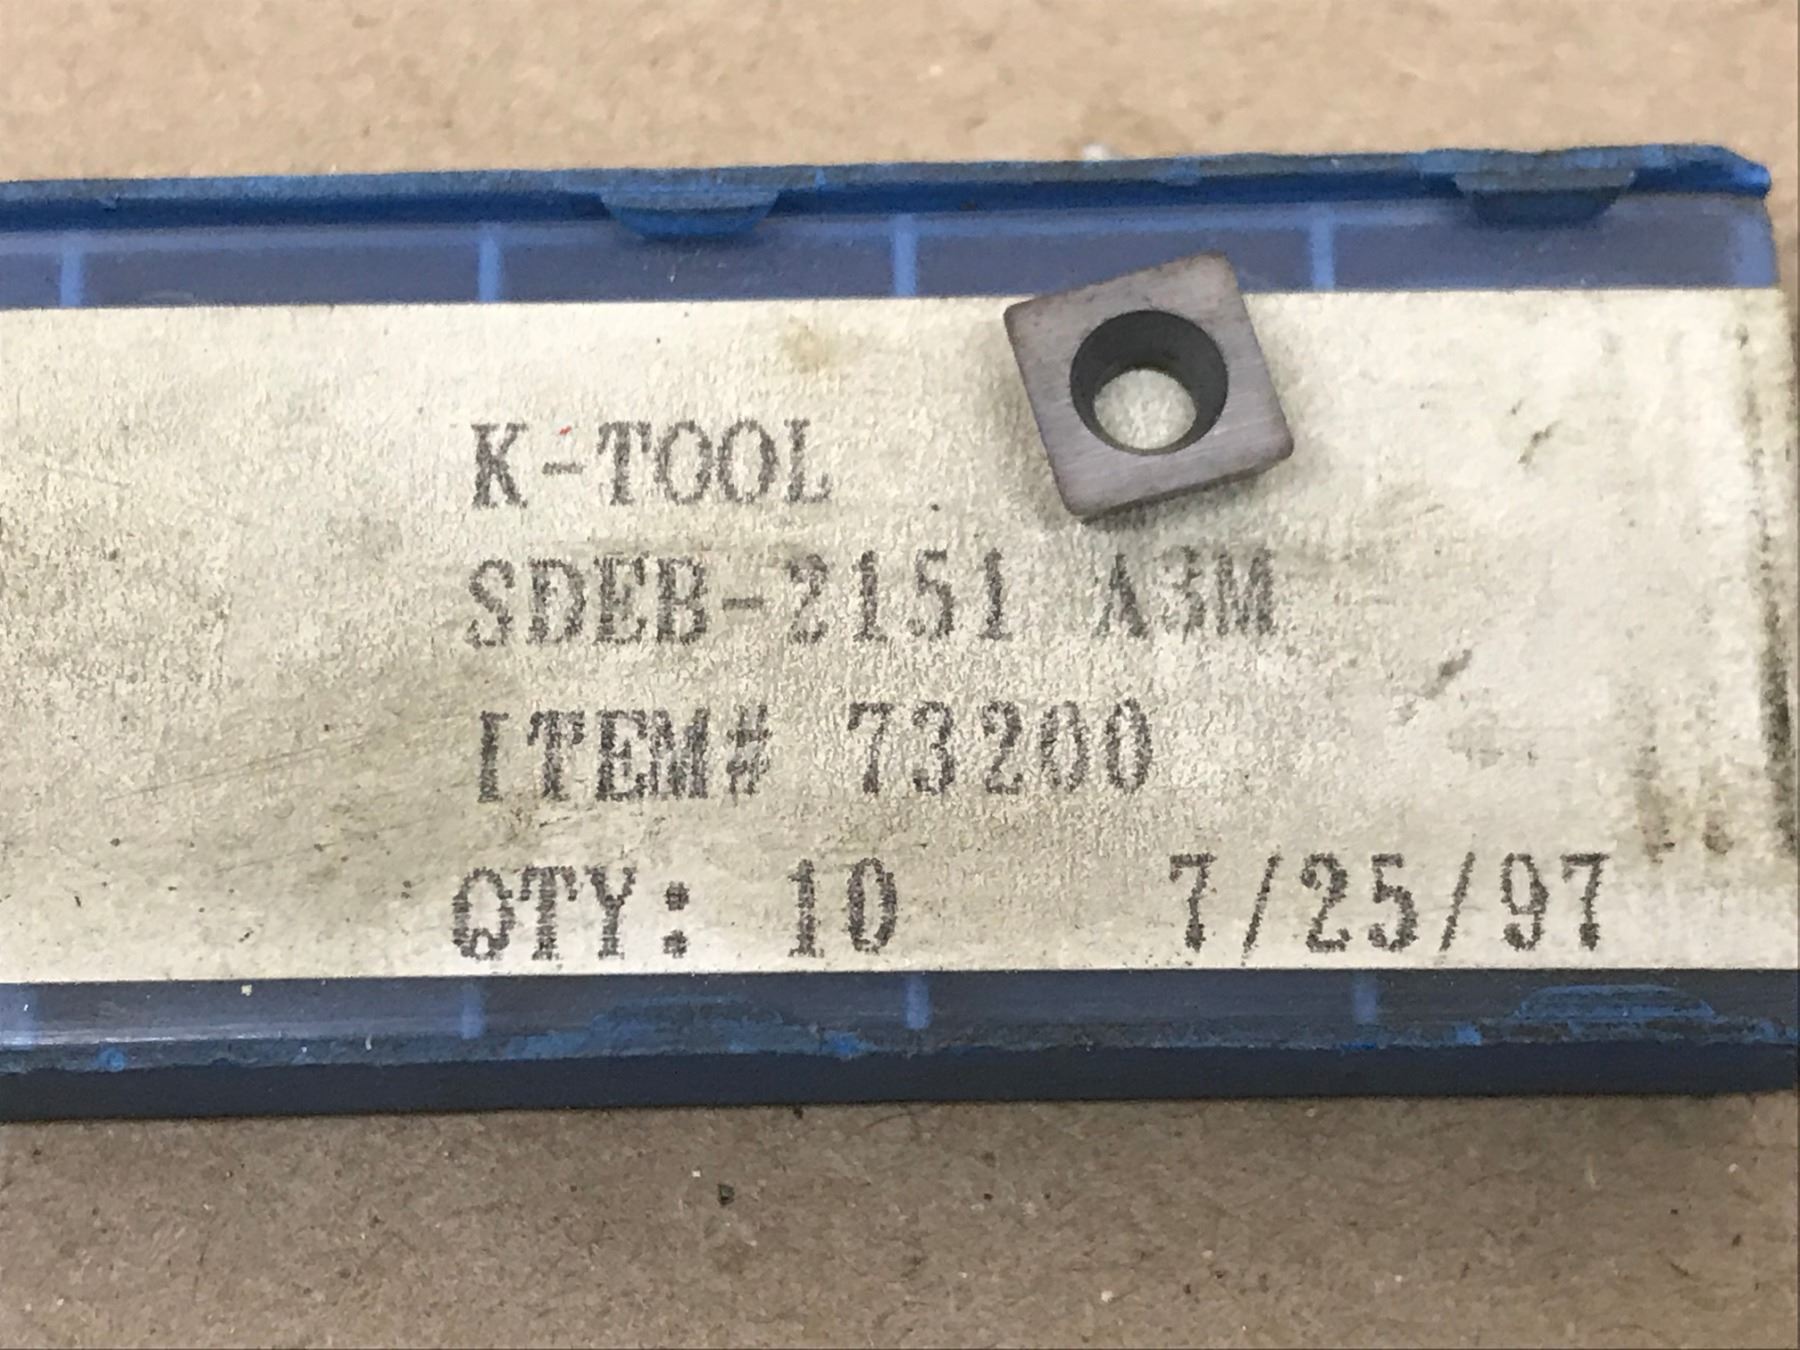 K-TOOL
SDEB-2151 A3M
ITEM# 73200
QTY: 10 7/25/97